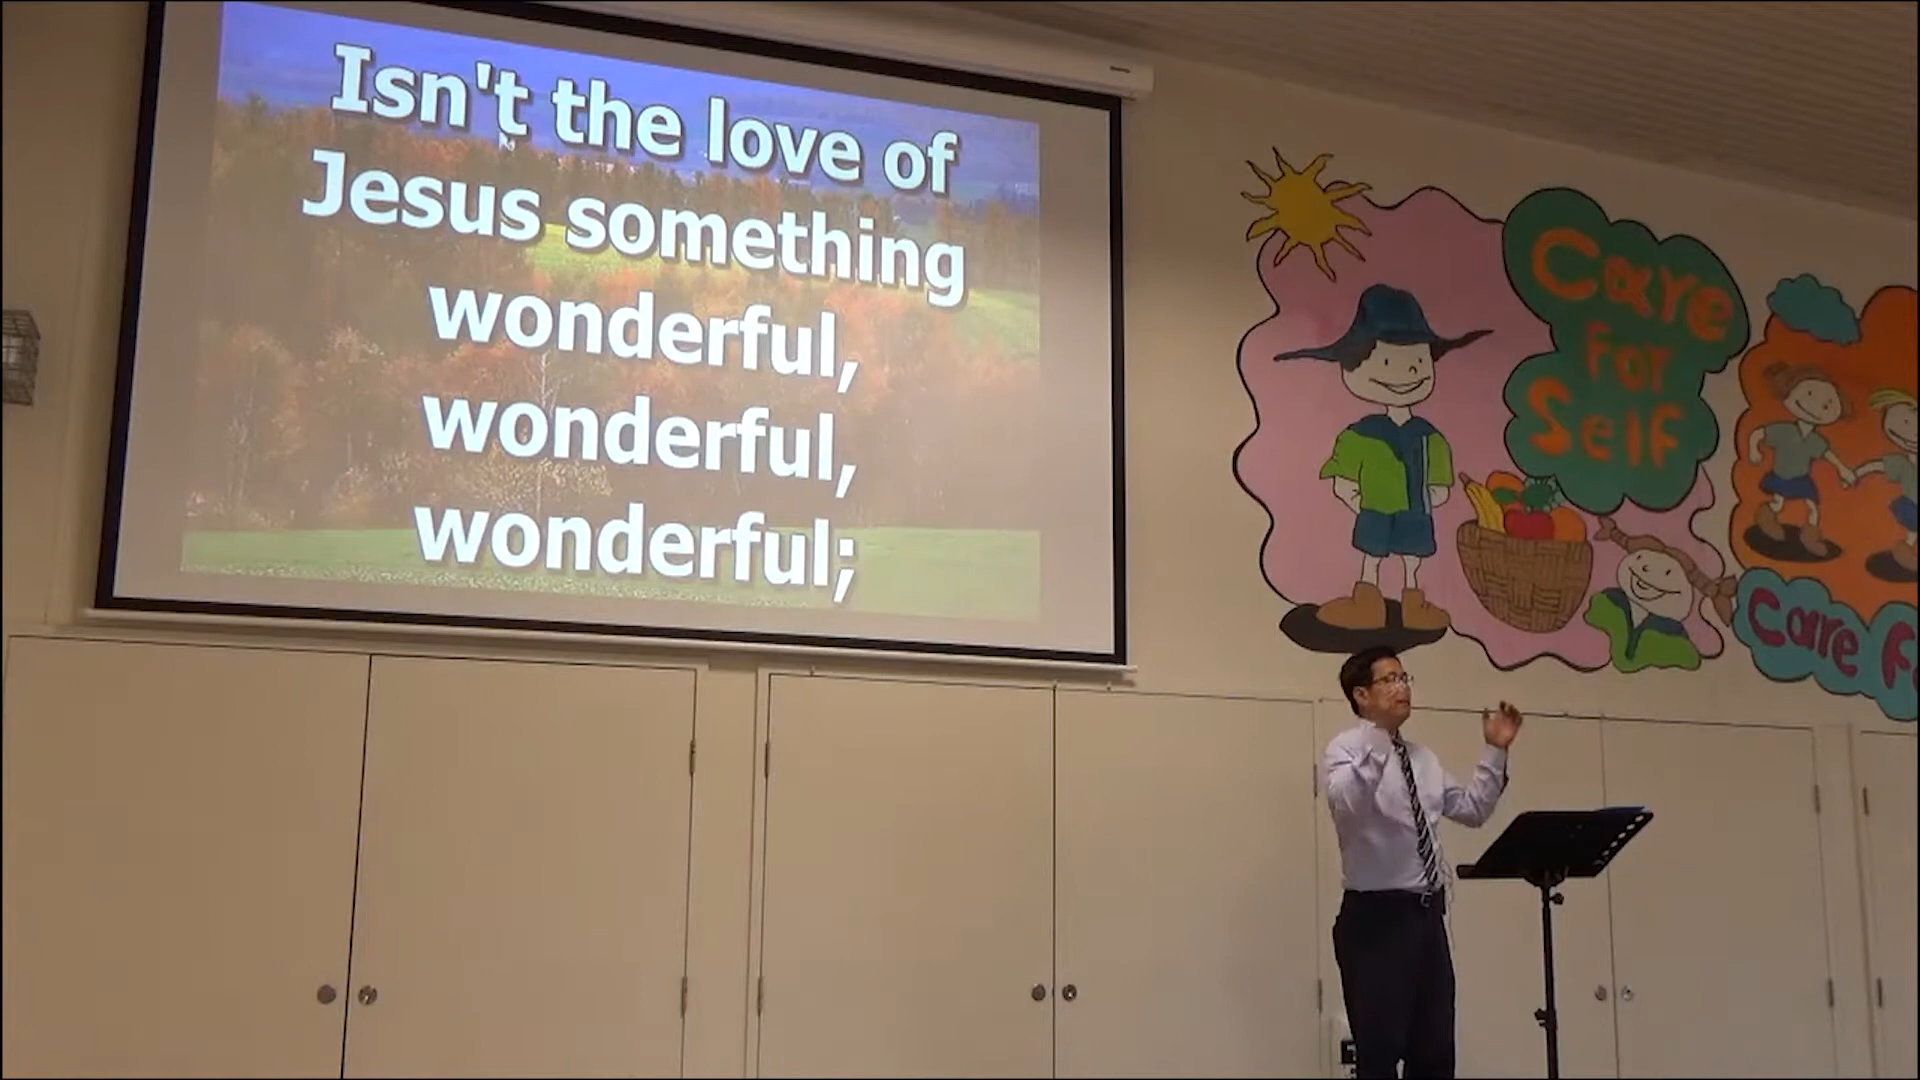 Isn't the love of
Jesus something
wonderful,
wonderful,
wonderful;
Care
For
Self
Care